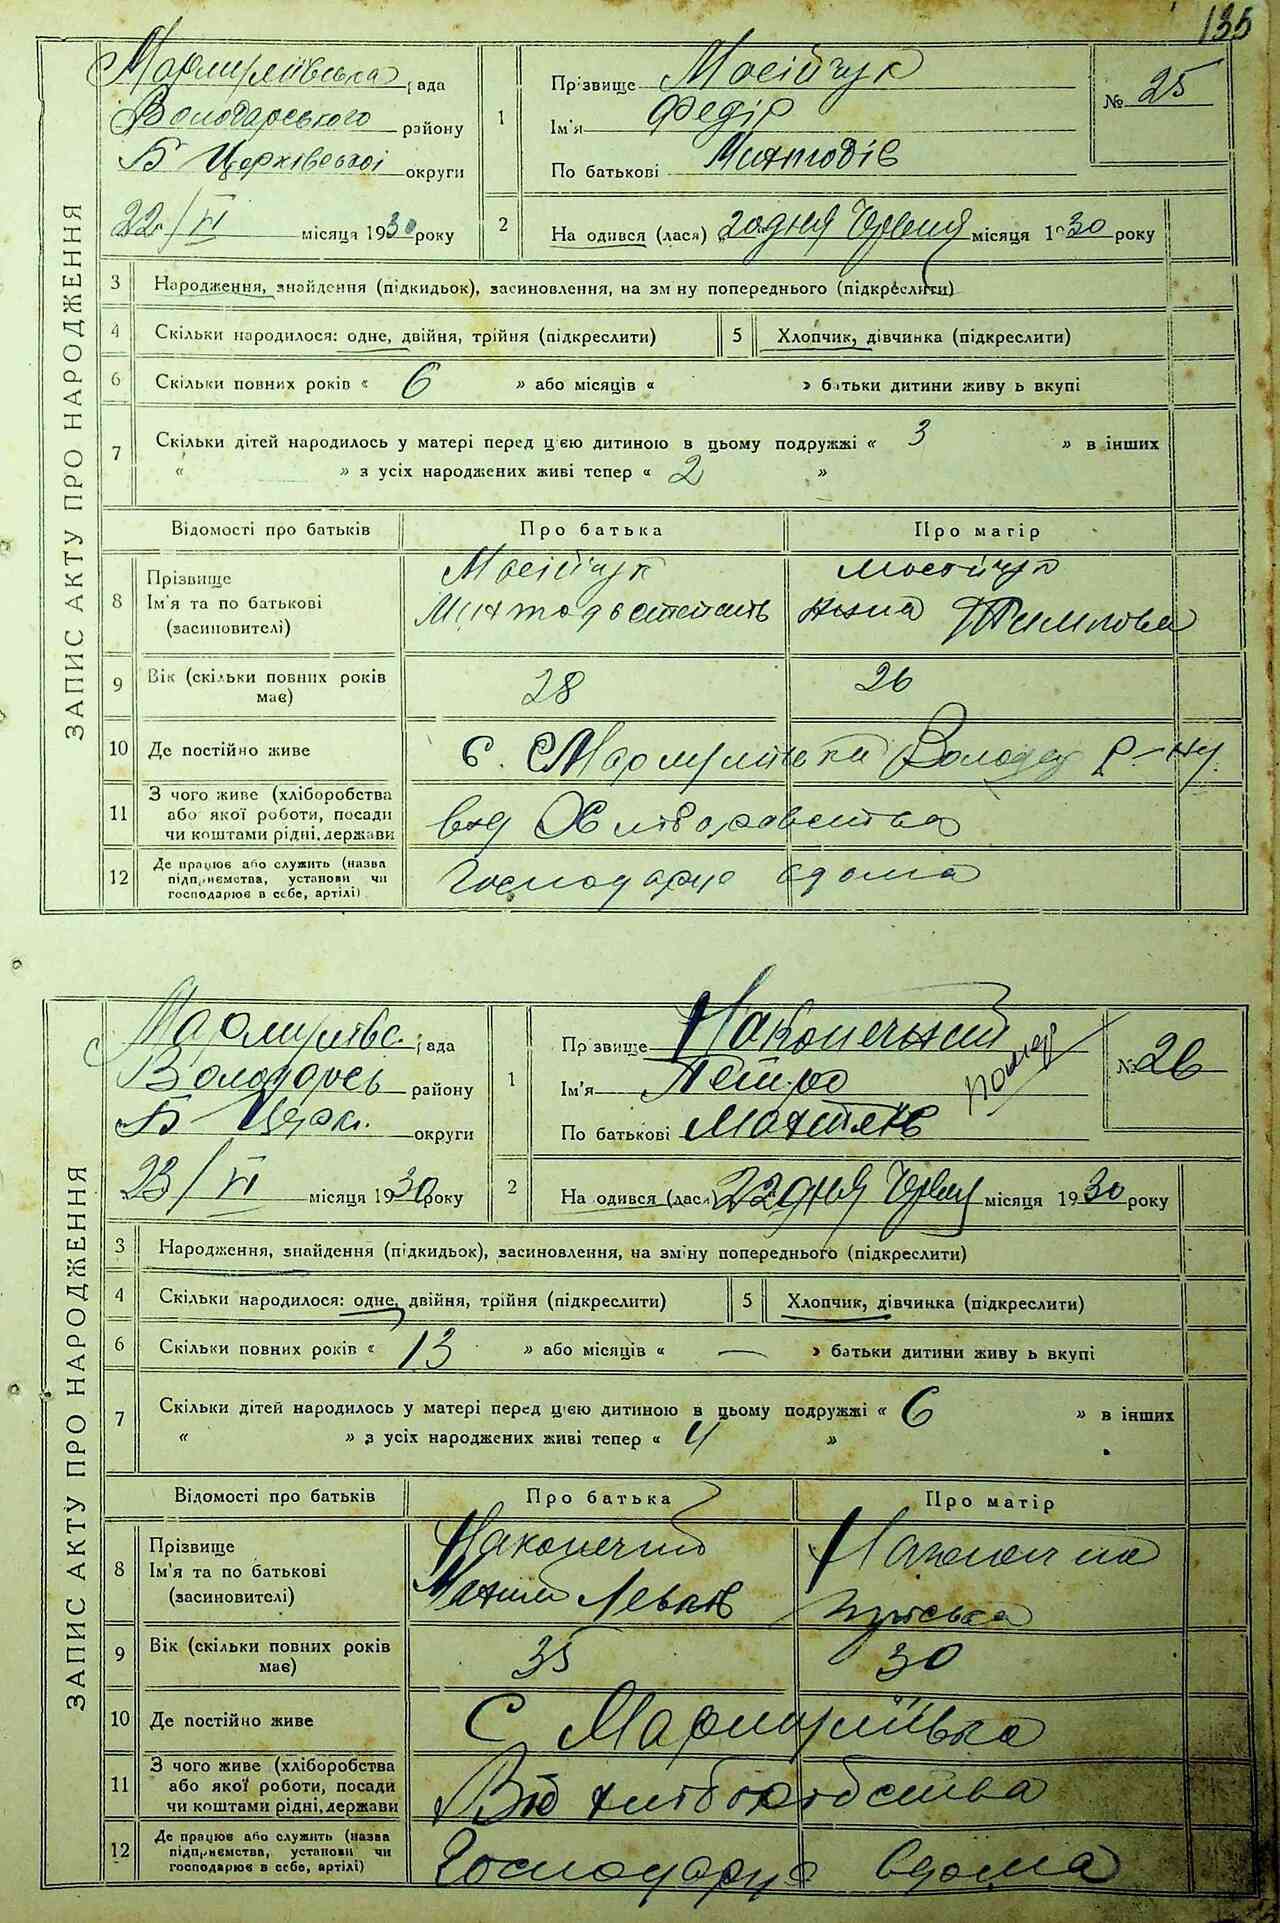 135
Мармуліївська рада
Володарського району
Б Церківської округи
22/VI місяця 1930 року
1
Прізвище Мосійчук
Ім'я Федір
По батькові
№ 25
2
На одився (лася) 20 дня Червня місяця 1930 року
ЗАПИС АКТУ ПРО НАРОДЖЕННЯ
3 Народження, знайдення (підкидьок), засиновлення, на зміну попереднього (підкреслити)
4 Скільки народилося: одне, двійня, трійня (підкреслити)
5 Хлопчик, дівчинка (підкреслити)
6 Скільки повних років « 6 » або місяців « » батьки дитини живу ь вкупі
7 Скільки дітей народилось у матері перед цією дитиною в цьому подружжі « 3 » в інших
« » з усіх народжених живі тепер « 2 »
Відомості про батьків Про батька Про матір
8 Прізвище
Ім'я та по батькові
(засиновителі)
Мосійчук
Мосійчук
9 Вік (скільки повних років
має)
28 26
10 Де постійно живе
с. Володар р-ну
11 З чого живе (хліборобства
або якої роботи, посади
чи коштами рідні, держави
від
12 Де працює або служить (назва
підприємства, установи чи
господарює в себе, артілі)
Господарує вдома
Володарсь району
Б Церк. округи
23/VI місяця 1930 року
1
Прізвище Наконечний
Ім'я Петро
По батькові
помер
№ 26
2
На одився (лася) 22 дня Червня місяця 1930 року
ЗАПИС АКТУ ПРО НАРОДЖЕННЯ
3 Народження, знайдення (підкидьок), засиновлення, на зміну попереднього (підкреслити)
4 Скільки народилося: одне, двійня, трійня (підкреслити)
5 Хлопчик, дівчинка (підкреслити)
6 Скільки повних років « 13 » або місяців « — » батьки дитини живу ь вкупі
7 Скільки дітей народилось у матері перед цією дитиною в цьому подружжі « 6 » в інших
« » з усіх народжених живі тепер « 4 »
Відомості про батьків Про батька Про матір
8 Прізвище
Ім'я та по батькові
(засиновителі)
Наконечний
Наконечна
9 Вік (скільки повних років
має)
35 30
10 Де постійно живе
С Мармуліївка
11 З чого живе (хліборобства
або якої роботи, посади
чи коштами рідні, держави
Від хліборобства
12 Де працює або служить (назва
підприємства, установи чи
господарює в себе, артілі)
Господарує вдома